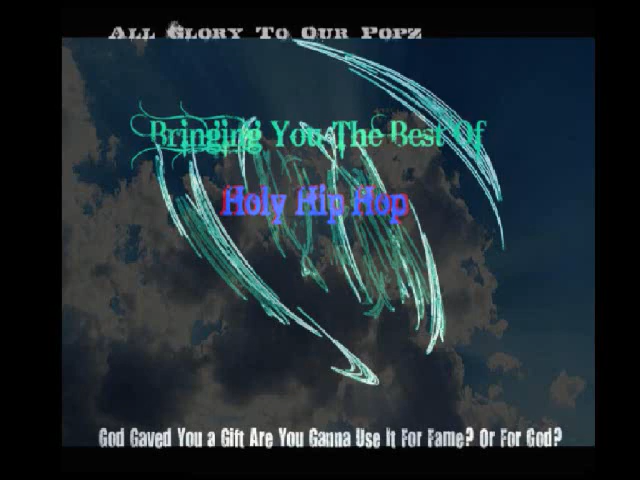 All Glory To Our Popz
Bringing You The Best Of
Holy Hip Hop
God Gaved You a Gift Are You Ganna Use It For Fame? Or For God?